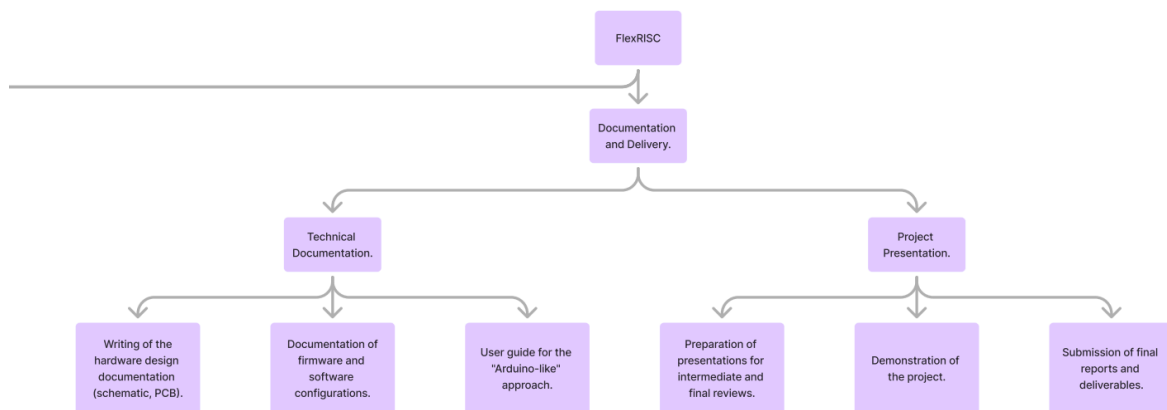 FlexRISC
Documentation
and Delivery.
Technical
Documentation.
Project
Presentation.
Writing of the
hardware design
documentation
(schematic, PCB).
Documentation of
firmware and
software
configurations.
User guide for the
"Arduino-like"
approach.
Preparation of
presentations for
intermediate and
final reviews.
Demonstration of
the project.
Submission of final
reports and
deliverables.